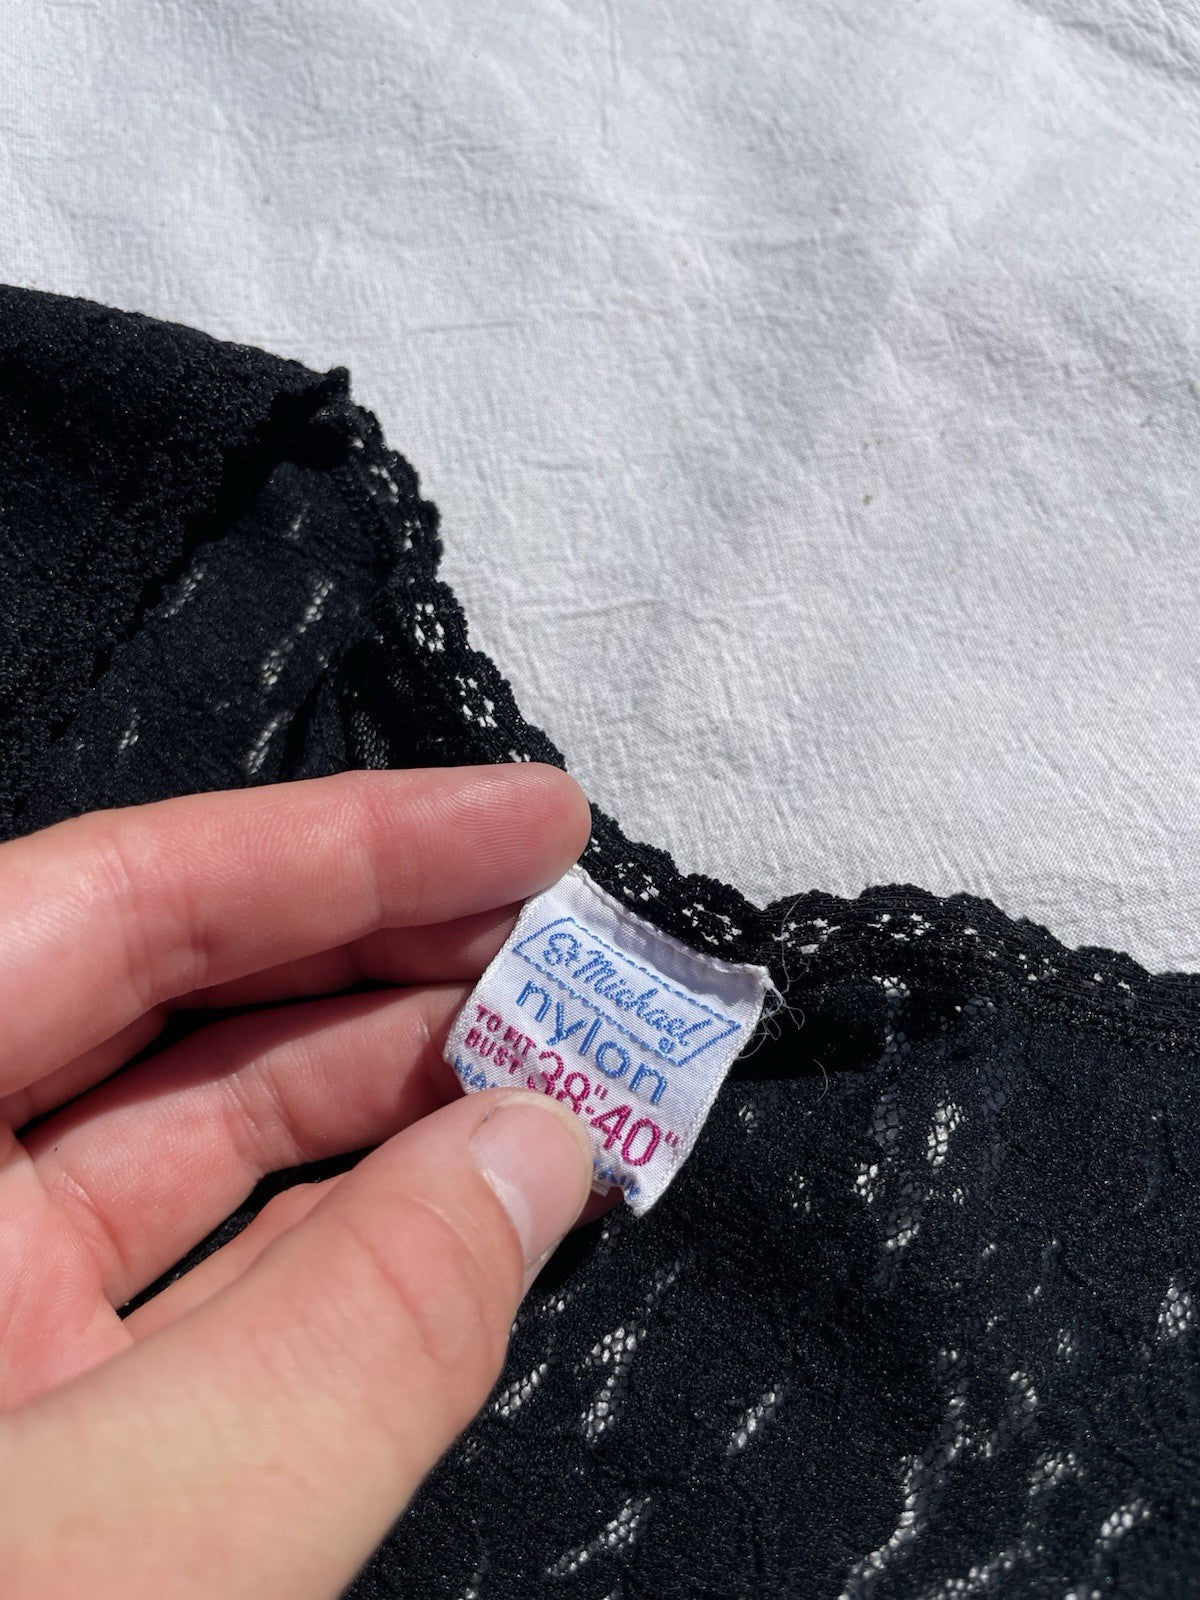 St Michael ®
nylon
TO FIT
BUST 38"-40"